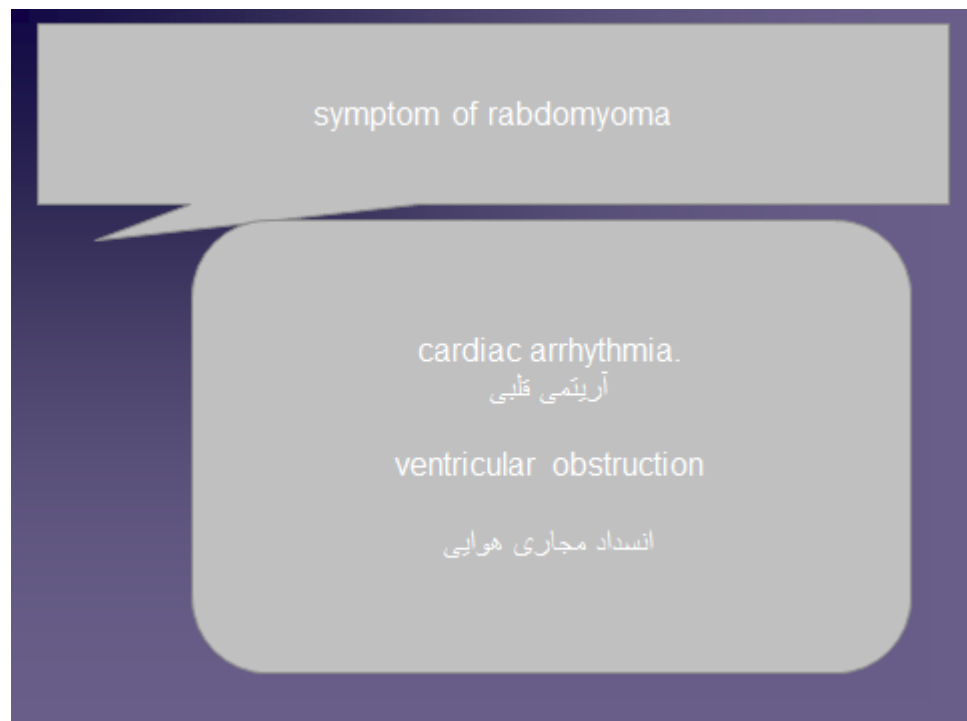 symptom of rabdomyoma
cardiac arrhythmia.
آریتمی قلبی
ventricular obstruction
انسداد مجاری هوایی